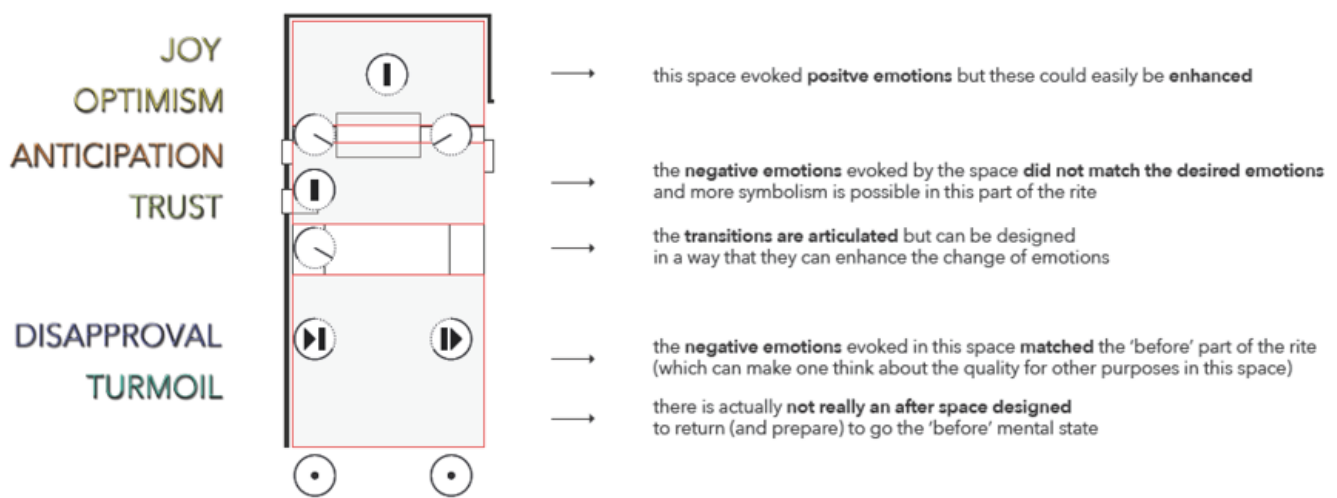 JOY
OPTIMISM
ANTICIPATION
TRUST
DISAPPROVAL
TURMOIL
this space evoked positve emotions but these could easily be enhanced
the negative emotions evoked by the space did not match the desired emotions
and more symbolism is possible in this part of the rite
the transitions are articulated but can be designed
in a way that they can enhance the change of emotions
the negative emotions evoked in this space matched the ‘before’ part of the rite
(which can make one think about the quality for other purposes in this space)
there is actually not really an after space designed
to return (and prepare) to go the ‘before’ mental state